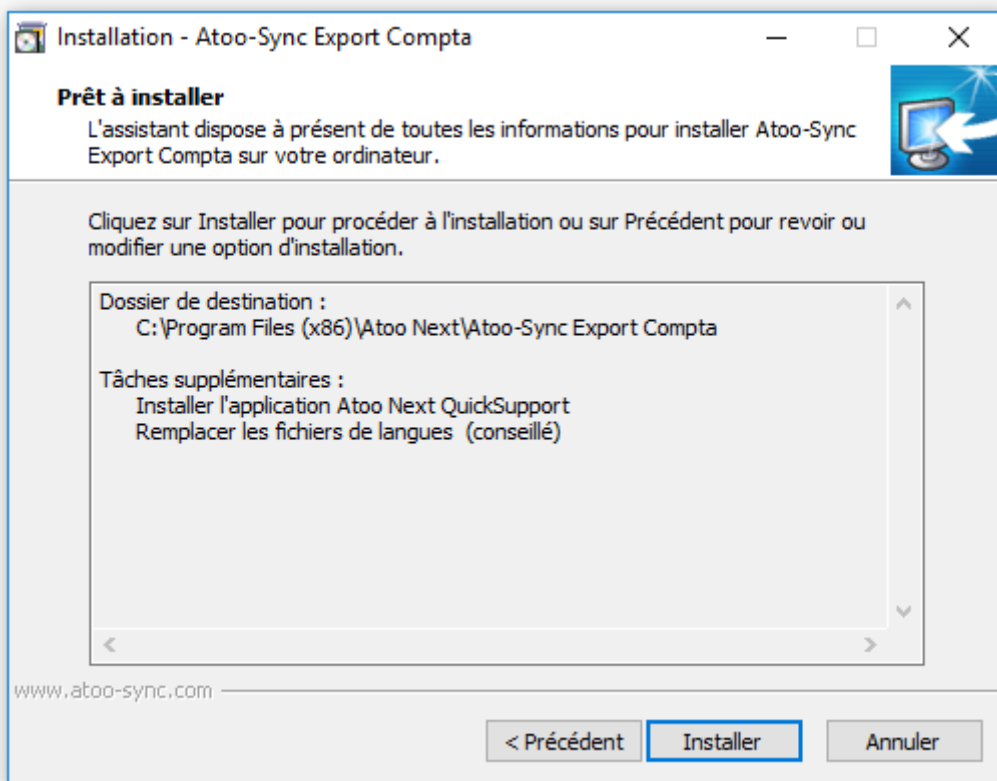 Installation - Atoo-Sync Export Compta
Prêt à installer
L'assistant dispose à présent de toutes les informations pour installer Atoo-Sync
Export Compta sur votre ordinateur.
Cliquez sur Installer pour procéder à l'installation ou sur Précédent pour revoir ou
modifier une option d'installation.
Dossier de destination :
C:\Program Files (x86)\Atoo Next\Atoo-Sync Export Compta
Tâches supplémentaires :
Installer l'application Atoo Next QuickSupport
Remplacer les fichiers de langues  (conseillé)
www.atoo-sync.com
< Précédent Installer Annuler